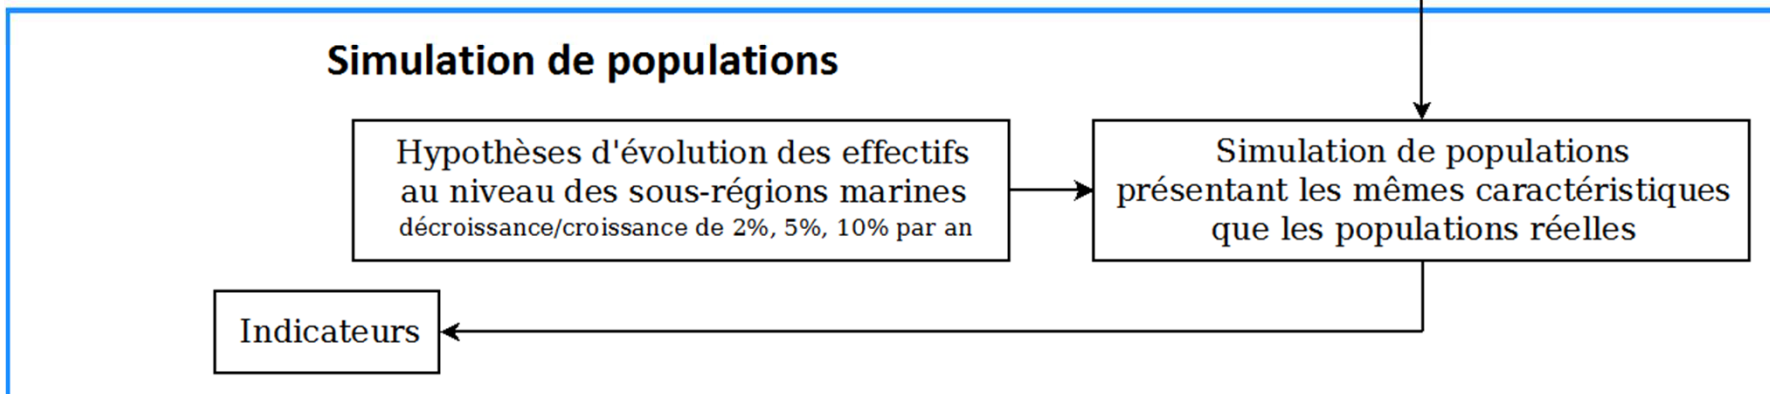 Simulation de populations
Hypothèses d'évolution des effectifs
au niveau des sous-régions marines
décroissance/croissance de 2%, 5%, 10% par an
Simulation de populations
présentant les mêmes caractéristiques
que les populations réelles
Indicateurs